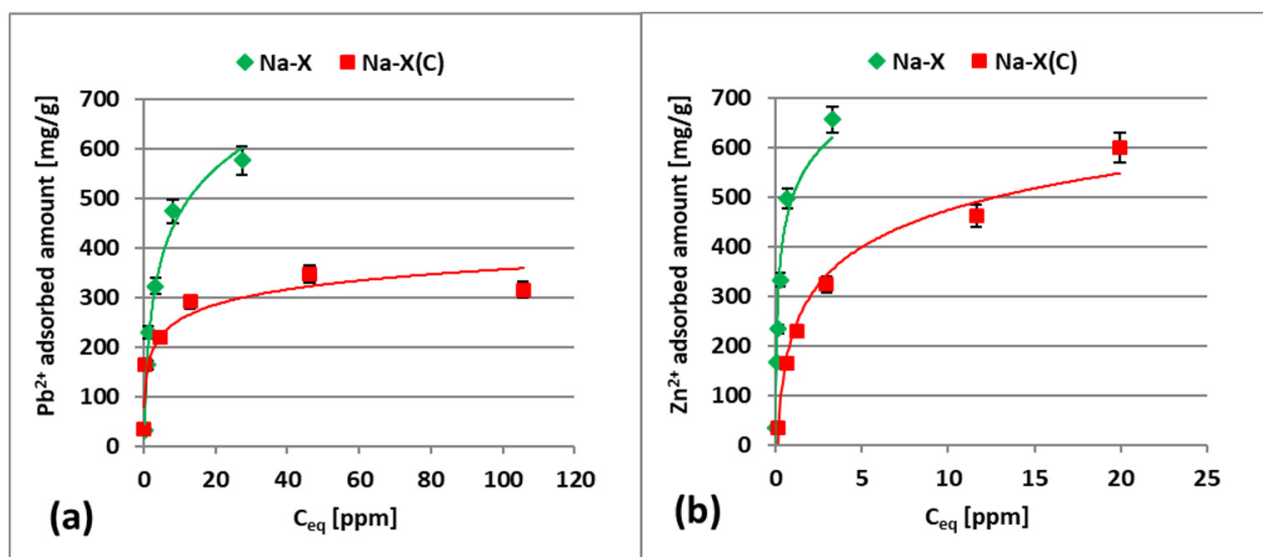 Na-X Na-X(C)
Pb²⁺ adsorbed amount [mg/g]
700
600
500
400
300
200
100
0
0 20 40 60 80 100 120
C_eq [ppm]
(a)
Na-X Na-X(C)
Zn²⁺ adsorbed amount [mg/g]
700
600
500
400
300
200
100
0
0 5 10 15 20 25
C_eq [ppm]
(b)